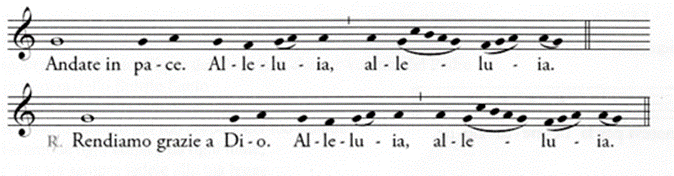 Andate in pa - ce. Al - le - lu - ia, al - le - lu - ia.
℟. Rendiamo grazie a Di - o. Al - le - lu - ia, al - le - lu - ia.